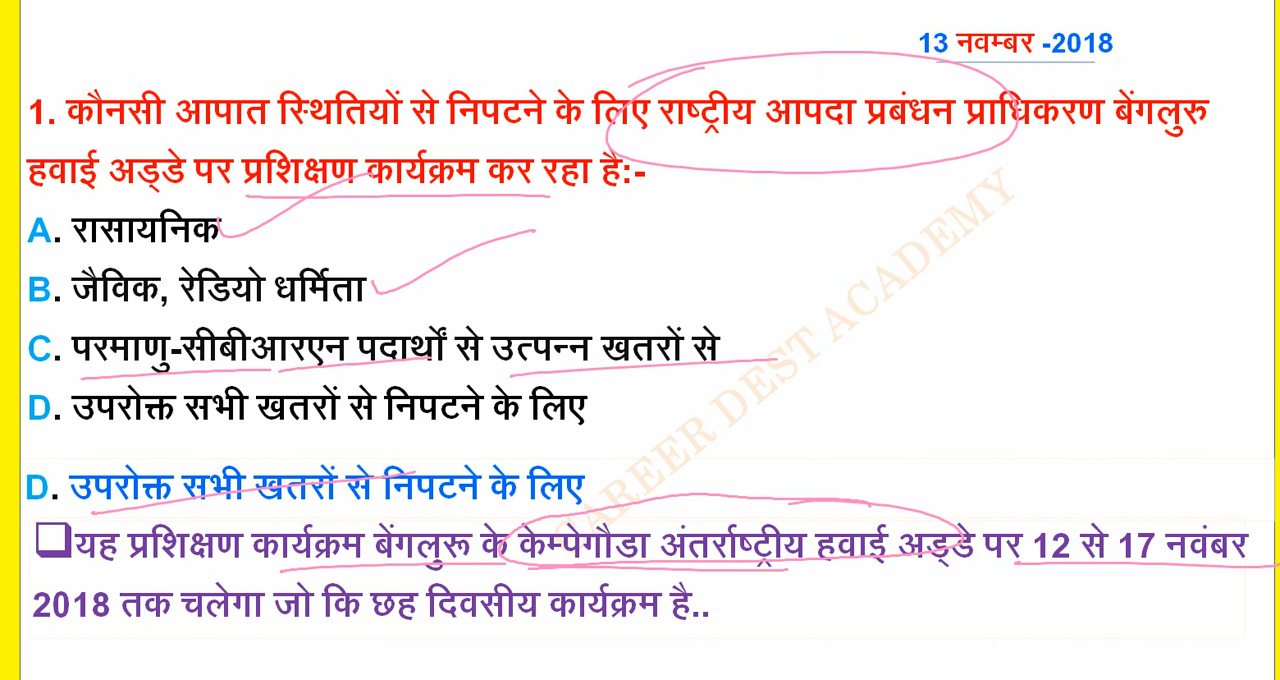 13 नवम्बर -2018
1. कौनसी आपात स्थितियों से निपटने के लिए राष्ट्रीय आपदा प्रबंधन प्राधिकरण बेंगलुरु
हवाई अड्डे पर प्रशिक्षण कार्यक्रम कर रहा है:-
A. रासायनिक
B. जैविक, रेडियो धर्मिता
C. परमाणु-सीबीआरएन पदार्थों से उत्पन्न खतरों से
D. उपरोक्त सभी खतरों से निपटने के लिए
D. उपरोक्त सभी खतरों से निपटने के लिए
❑यह प्रशिक्षण कार्यक्रम बेंगलुरू के केम्पेगौडा अंतर्राष्ट्रीय हवाई अड्डे पर 12 से 17 नवंबर
2018 तक चलेगा जो कि छह दिवसीय कार्यक्रम है..
CAREER DEST ACADEMY